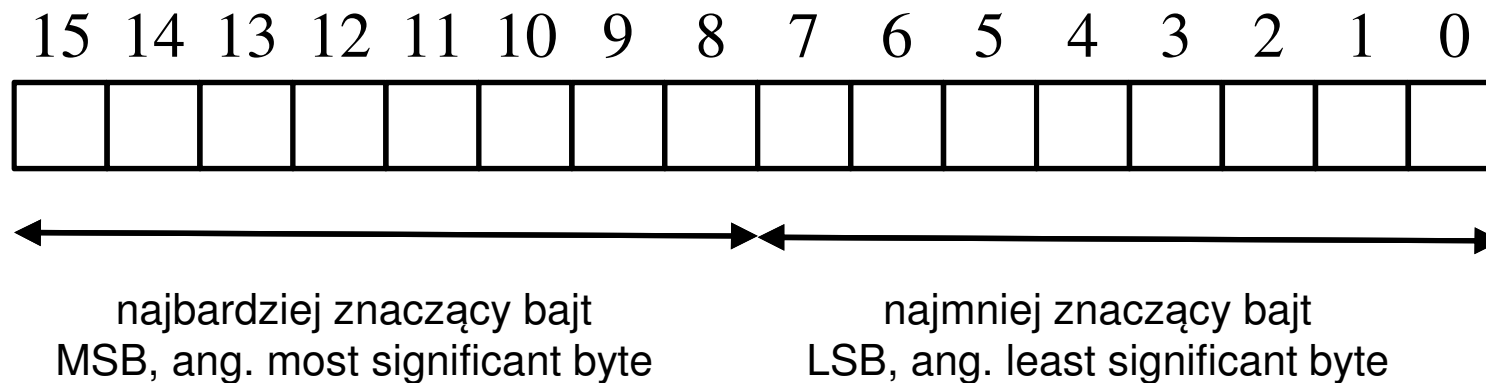 15 14 13 12 11 10 9 8 7 6 5 4 3 2 1 0
najbardziej znaczący bajt
MSB, ang. most significant byte
najmniej znaczący bajt
LSB, ang. least significant byte